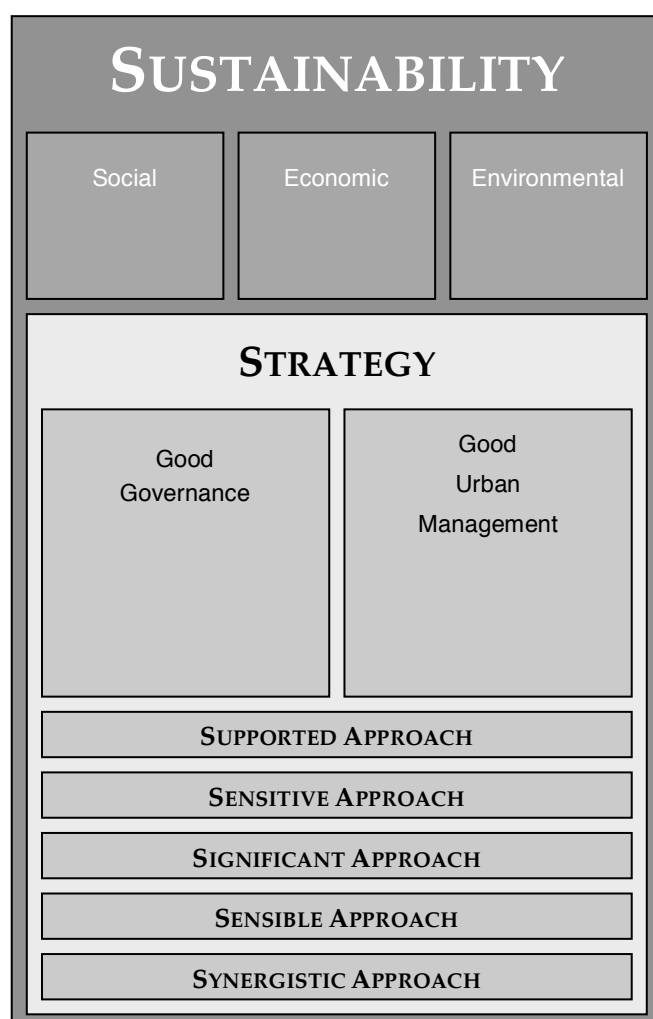 SUSTAINABILITY
Social
Economic
Environmental
STRATEGY
Good
Governance
Good
Urban
Management
SUPPORTED APPROACH
SENSITIVE APPROACH
SIGNIFICANT APPROACH
SENSIBLE APPROACH
SYNERGISTIC APPROACH